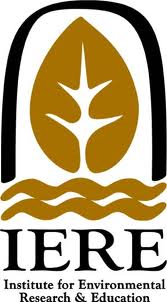 IERE
Institute for Environmental
Research & Education